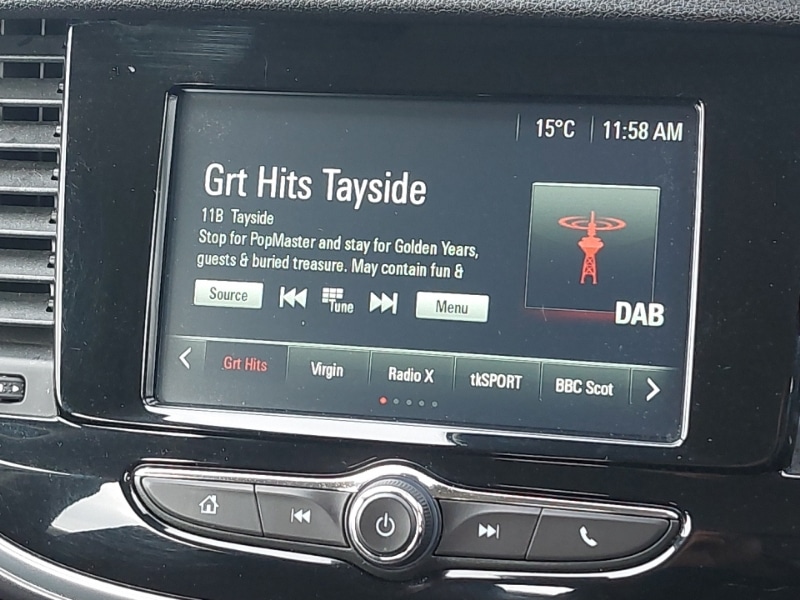 15°C 11:58 AM
Grt Hits Tayside
11B Tayside
Stop for PopMaster and stay for Golden Years,
guests & buried treasure. May contain fun &
Source Tune Menu
DAB
Grt Hits Virgin Radio X tkSPORT BBC Scot